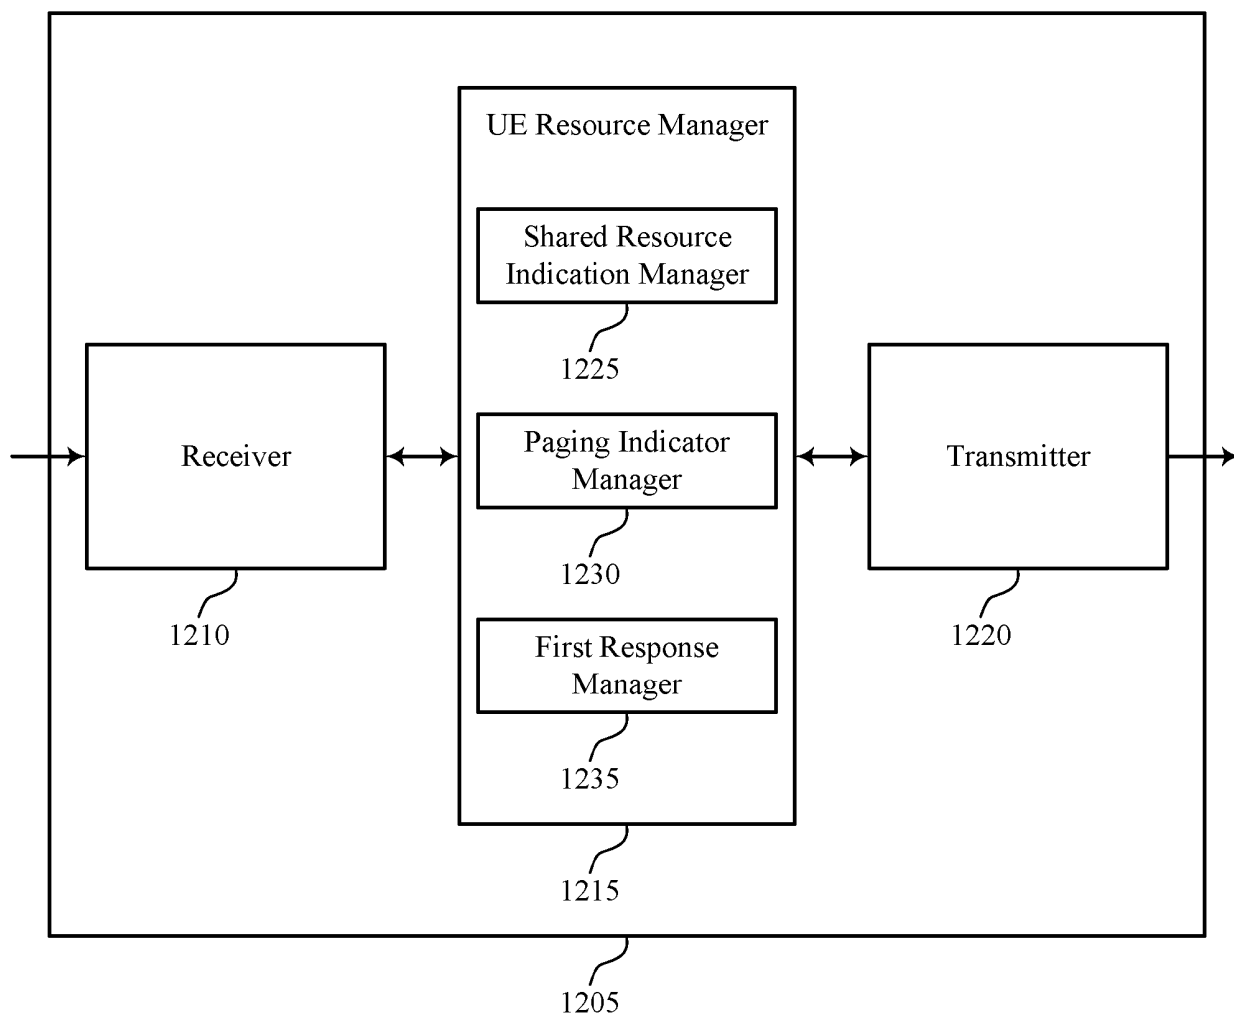 UE Resource Manager
Shared Resource
Indication Manager
1225
Receiver
1210
Paging Indicator
Manager
1230
Transmitter
1220
First Response
Manager
1235
1215
1205